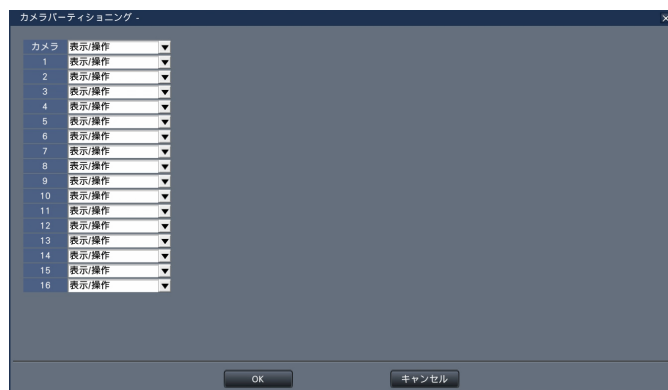 カメラパーティショニング -
カメラ 表示/操作
1 表示/操作
2 表示/操作
3 表示/操作
4 表示/操作
5 表示/操作
6 表示/操作
7 表示/操作
8 表示/操作
9 表示/操作
10 表示/操作
11 表示/操作
12 表示/操作
13 表示/操作
14 表示/操作
15 表示/操作
16 表示/操作
OK キャンセル